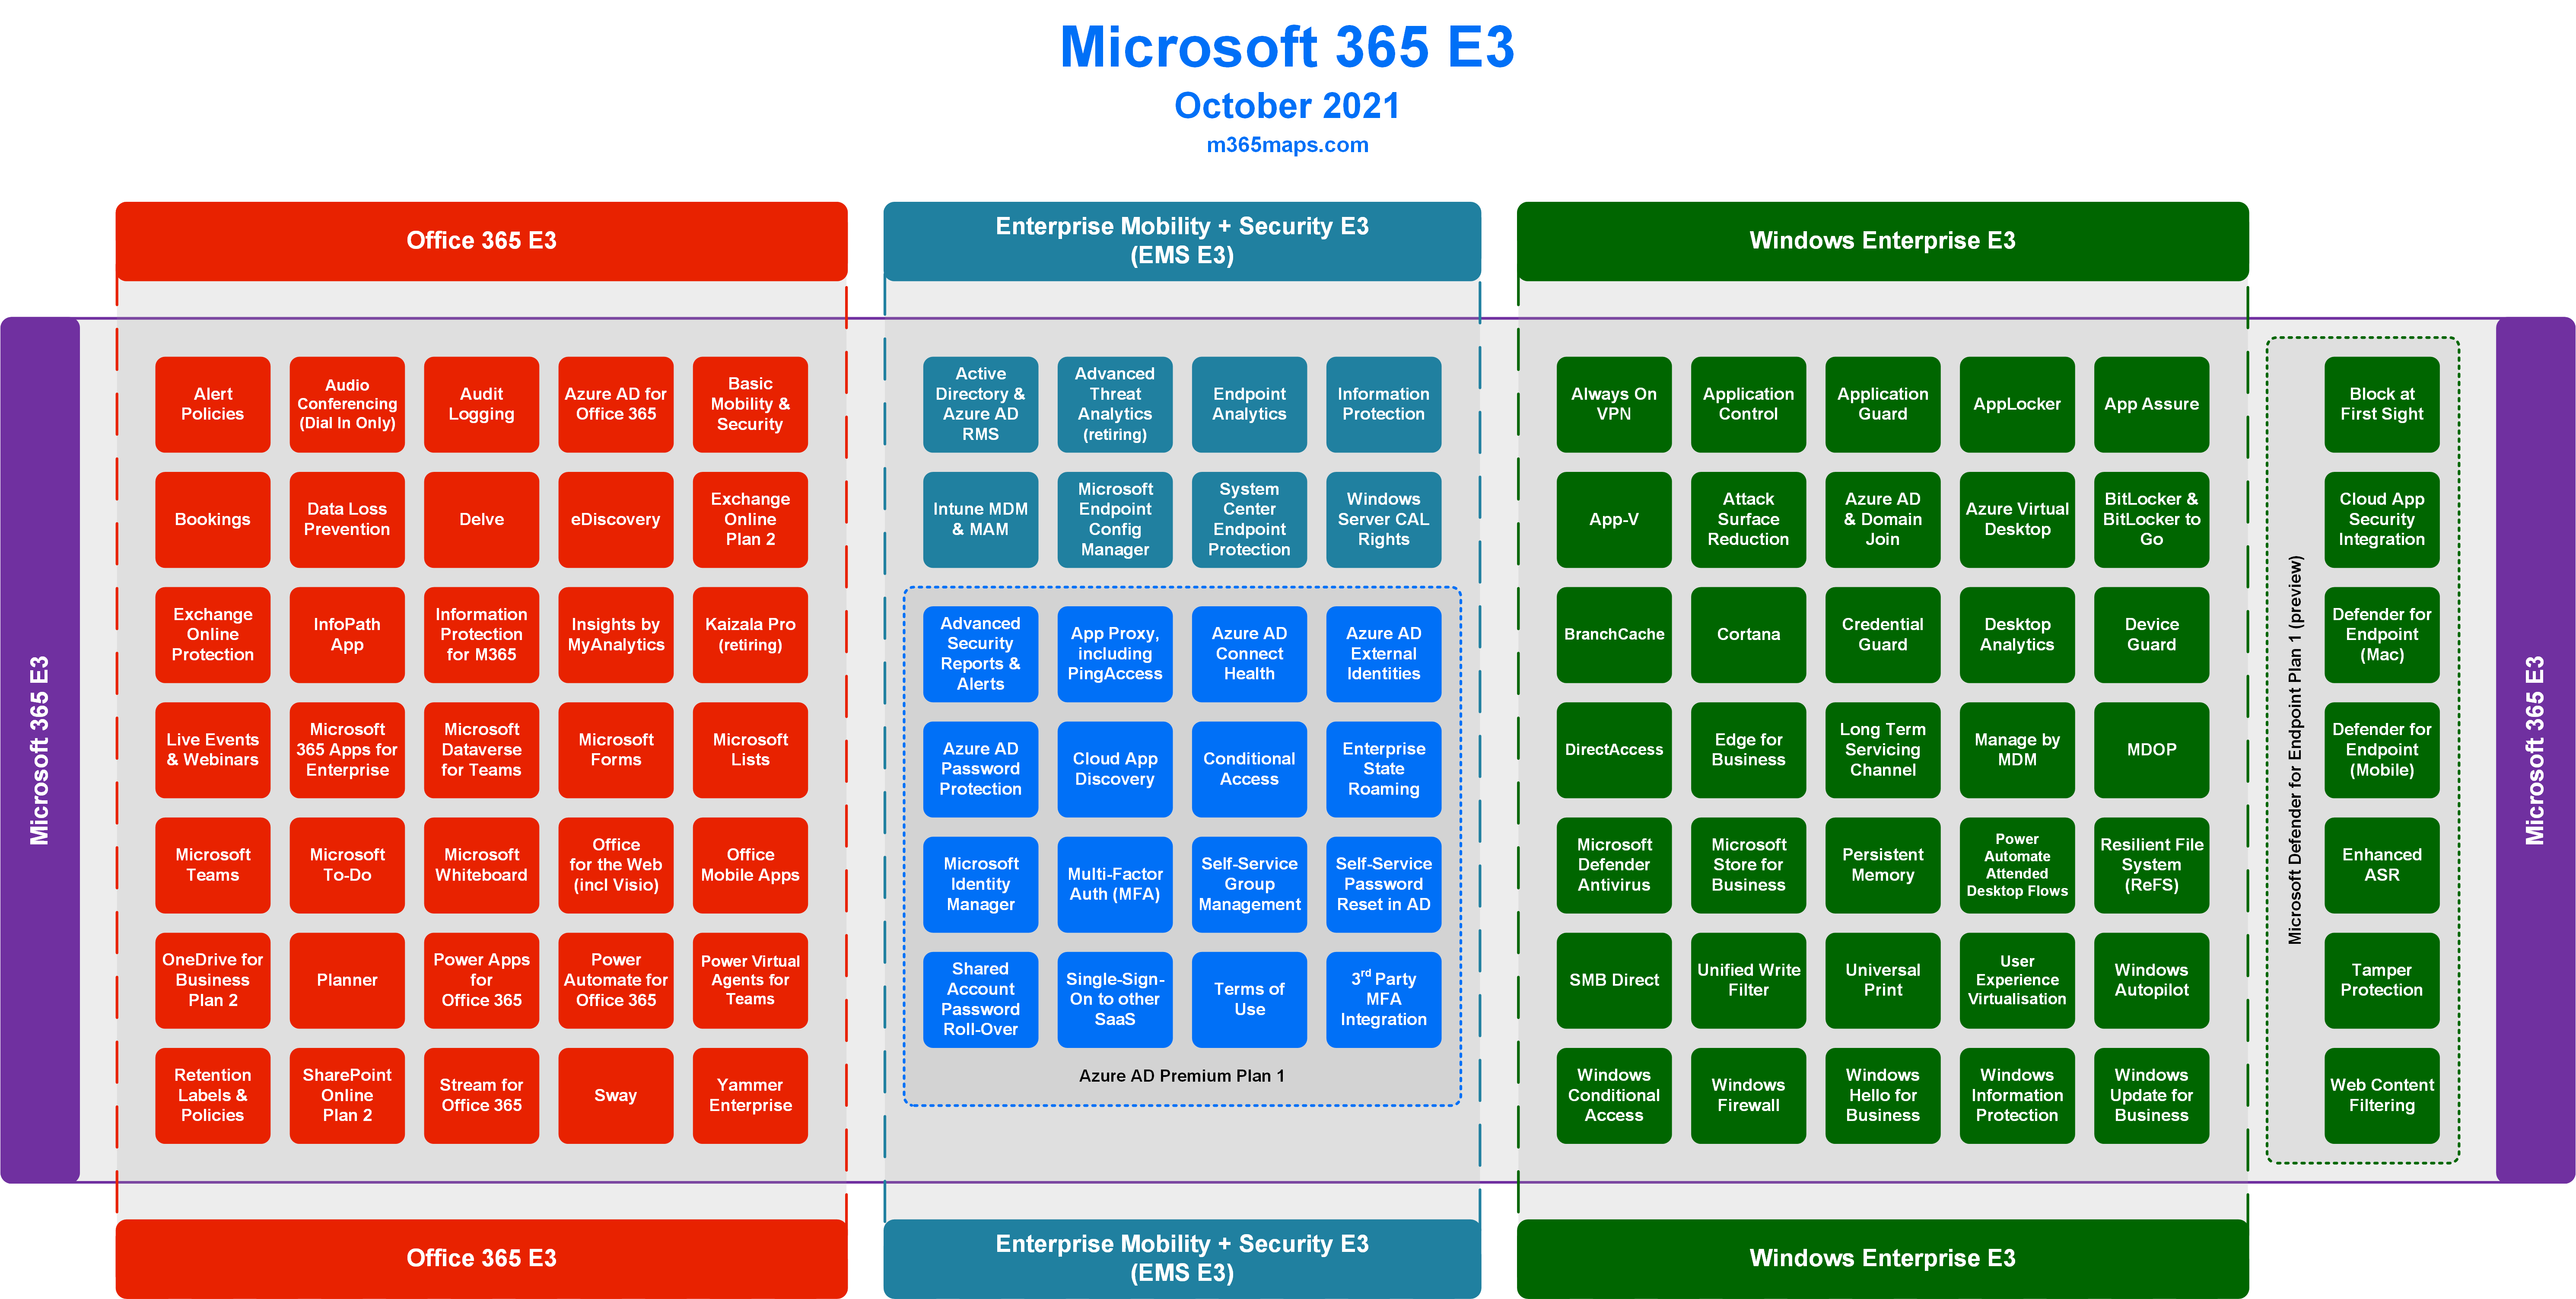 Microsoft 365 E3
October 2021
m365maps.com
Office 365 E3
Enterprise Mobility + Security E3
(EMS E3)
Windows Enterprise E3
Microsoft 365 E3
Alert
Policies
Audio
Conferencing
(Dial In Only)
Audit
Logging
Azure AD for
Office 365
Basic
Mobility &
Security
Bookings
Data Loss
Prevention
Delve
eDiscovery
Exchange
Online
Plan 2
Exchange
Online
Protection
InfoPath
App
Information
Protection
for M365
Insights by
MyAnalytics
Kaizala Pro
(retiring)
Live Events
& Webinars
Microsoft
365 Apps for
Enterprise
Microsoft
Dataverse
for Teams
Microsoft
Forms
Microsoft
Lists
Microsoft
Teams
Microsoft
To-Do
Microsoft
Whiteboard
Office
for the Web
(incl Visio)
Office
Mobile Apps
OneDrive for
Business
Plan 2
Planner
Power Apps
for
Office 365
Power
Automate for
Office 365
Power Virtual
Agents for
Teams
Retention
Labels &
Policies
SharePoint
Online
Plan 2
Stream for
Office 365
Sway
Yammer
Enterprise
Active
Directory &
Azure AD
RMS
Advanced
Threat
Analytics
(retiring)
Endpoint
Analytics
Information
Protection
Intune MDM
& MAM
Microsoft
Endpoint
Config
Manager
System
Center
Endpoint
Protection
Windows
Server CAL
Rights
Advanced
Security
Reports &
Alerts
App Proxy,
including
PingAccess
Azure AD
Connect
Health
Azure AD
External
Identities
Azure AD
Password
Protection
Cloud App
Discovery
Conditional
Access
Enterprise
State
Roaming
Microsoft
Identity
Manager
Multi-Factor
Auth (MFA)
Self-Service
Group
Management
Self-Service
Password
Reset in AD
Shared
Account
Password
Roll-Over
Single-Sign-
On to other
SaaS
Terms of
Use
3rd Party
MFA
Integration
Azure AD Premium Plan 1
Always On
VPN
Application
Control
Application
Guard
AppLocker
App Assure
App-V
Attack
Surface
Reduction
Azure AD
& Domain
Join
Azure Virtual
Desktop
BitLocker &
BitLocker to
Go
BranchCache
Cortana
Credential
Guard
Desktop
Analytics
Device
Guard
DirectAccess
Edge for
Business
Long Term
Servicing
Channel
Manage by
MDM
MDOP
Microsoft
Defender
Antivirus
Microsoft
Store for
Business
Persistent
Memory
Power
Automate
Attended
Desktop Flows
Resilient File
System
(ReFS)
SMB Direct
Unified Write
Filter
Universal
Print
User
Experience
Virtualisation
Windows
Autopilot
Windows
Conditional
Access
Windows
Firewall
Windows
Hello for
Business
Windows
Information
Protection
Windows
Update for
Business
Microsoft Defender for Endpoint Plan 1 (preview)
Block at
First Sight
Cloud App
Security
Integration
Defender for
Endpoint
(Mac)
Defender for
Endpoint
(Mobile)
Enhanced
ASR
Tamper
Protection
Web Content
Filtering
Microsoft 365 E3
Office 365 E3
Enterprise Mobility + Security E3
(EMS E3)
Windows Enterprise E3